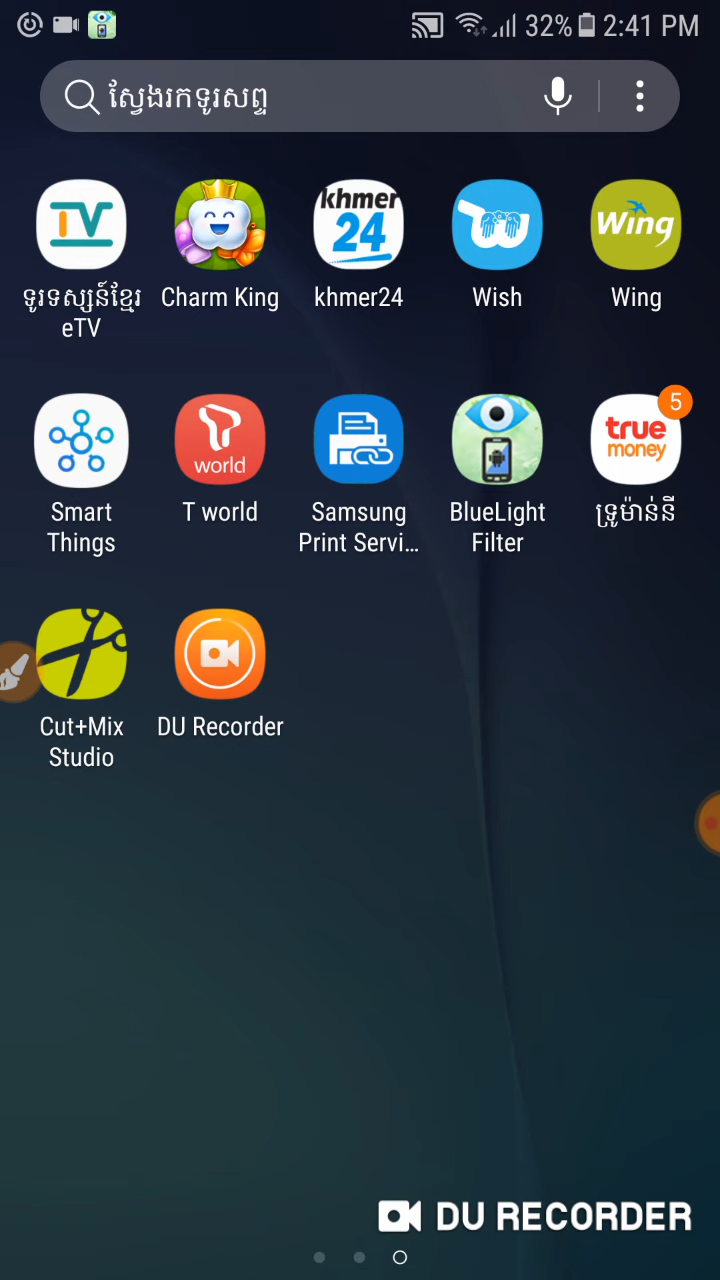 32% 2:41 PM
ស្វែងរកទូរសព្ទ
TV
khmer
24
Wing
ទូរទស្សន៍ខ្មែរ
eTV
Charm King
khmer24
Wish
Wing
world
true
money
5
Smart
Things
T world
Samsung
Print Servi...
BlueLight
Filter
ទ្រូម៉ាន់នី
Cut+Mix
Studio
DU Recorder
DU RECORDER